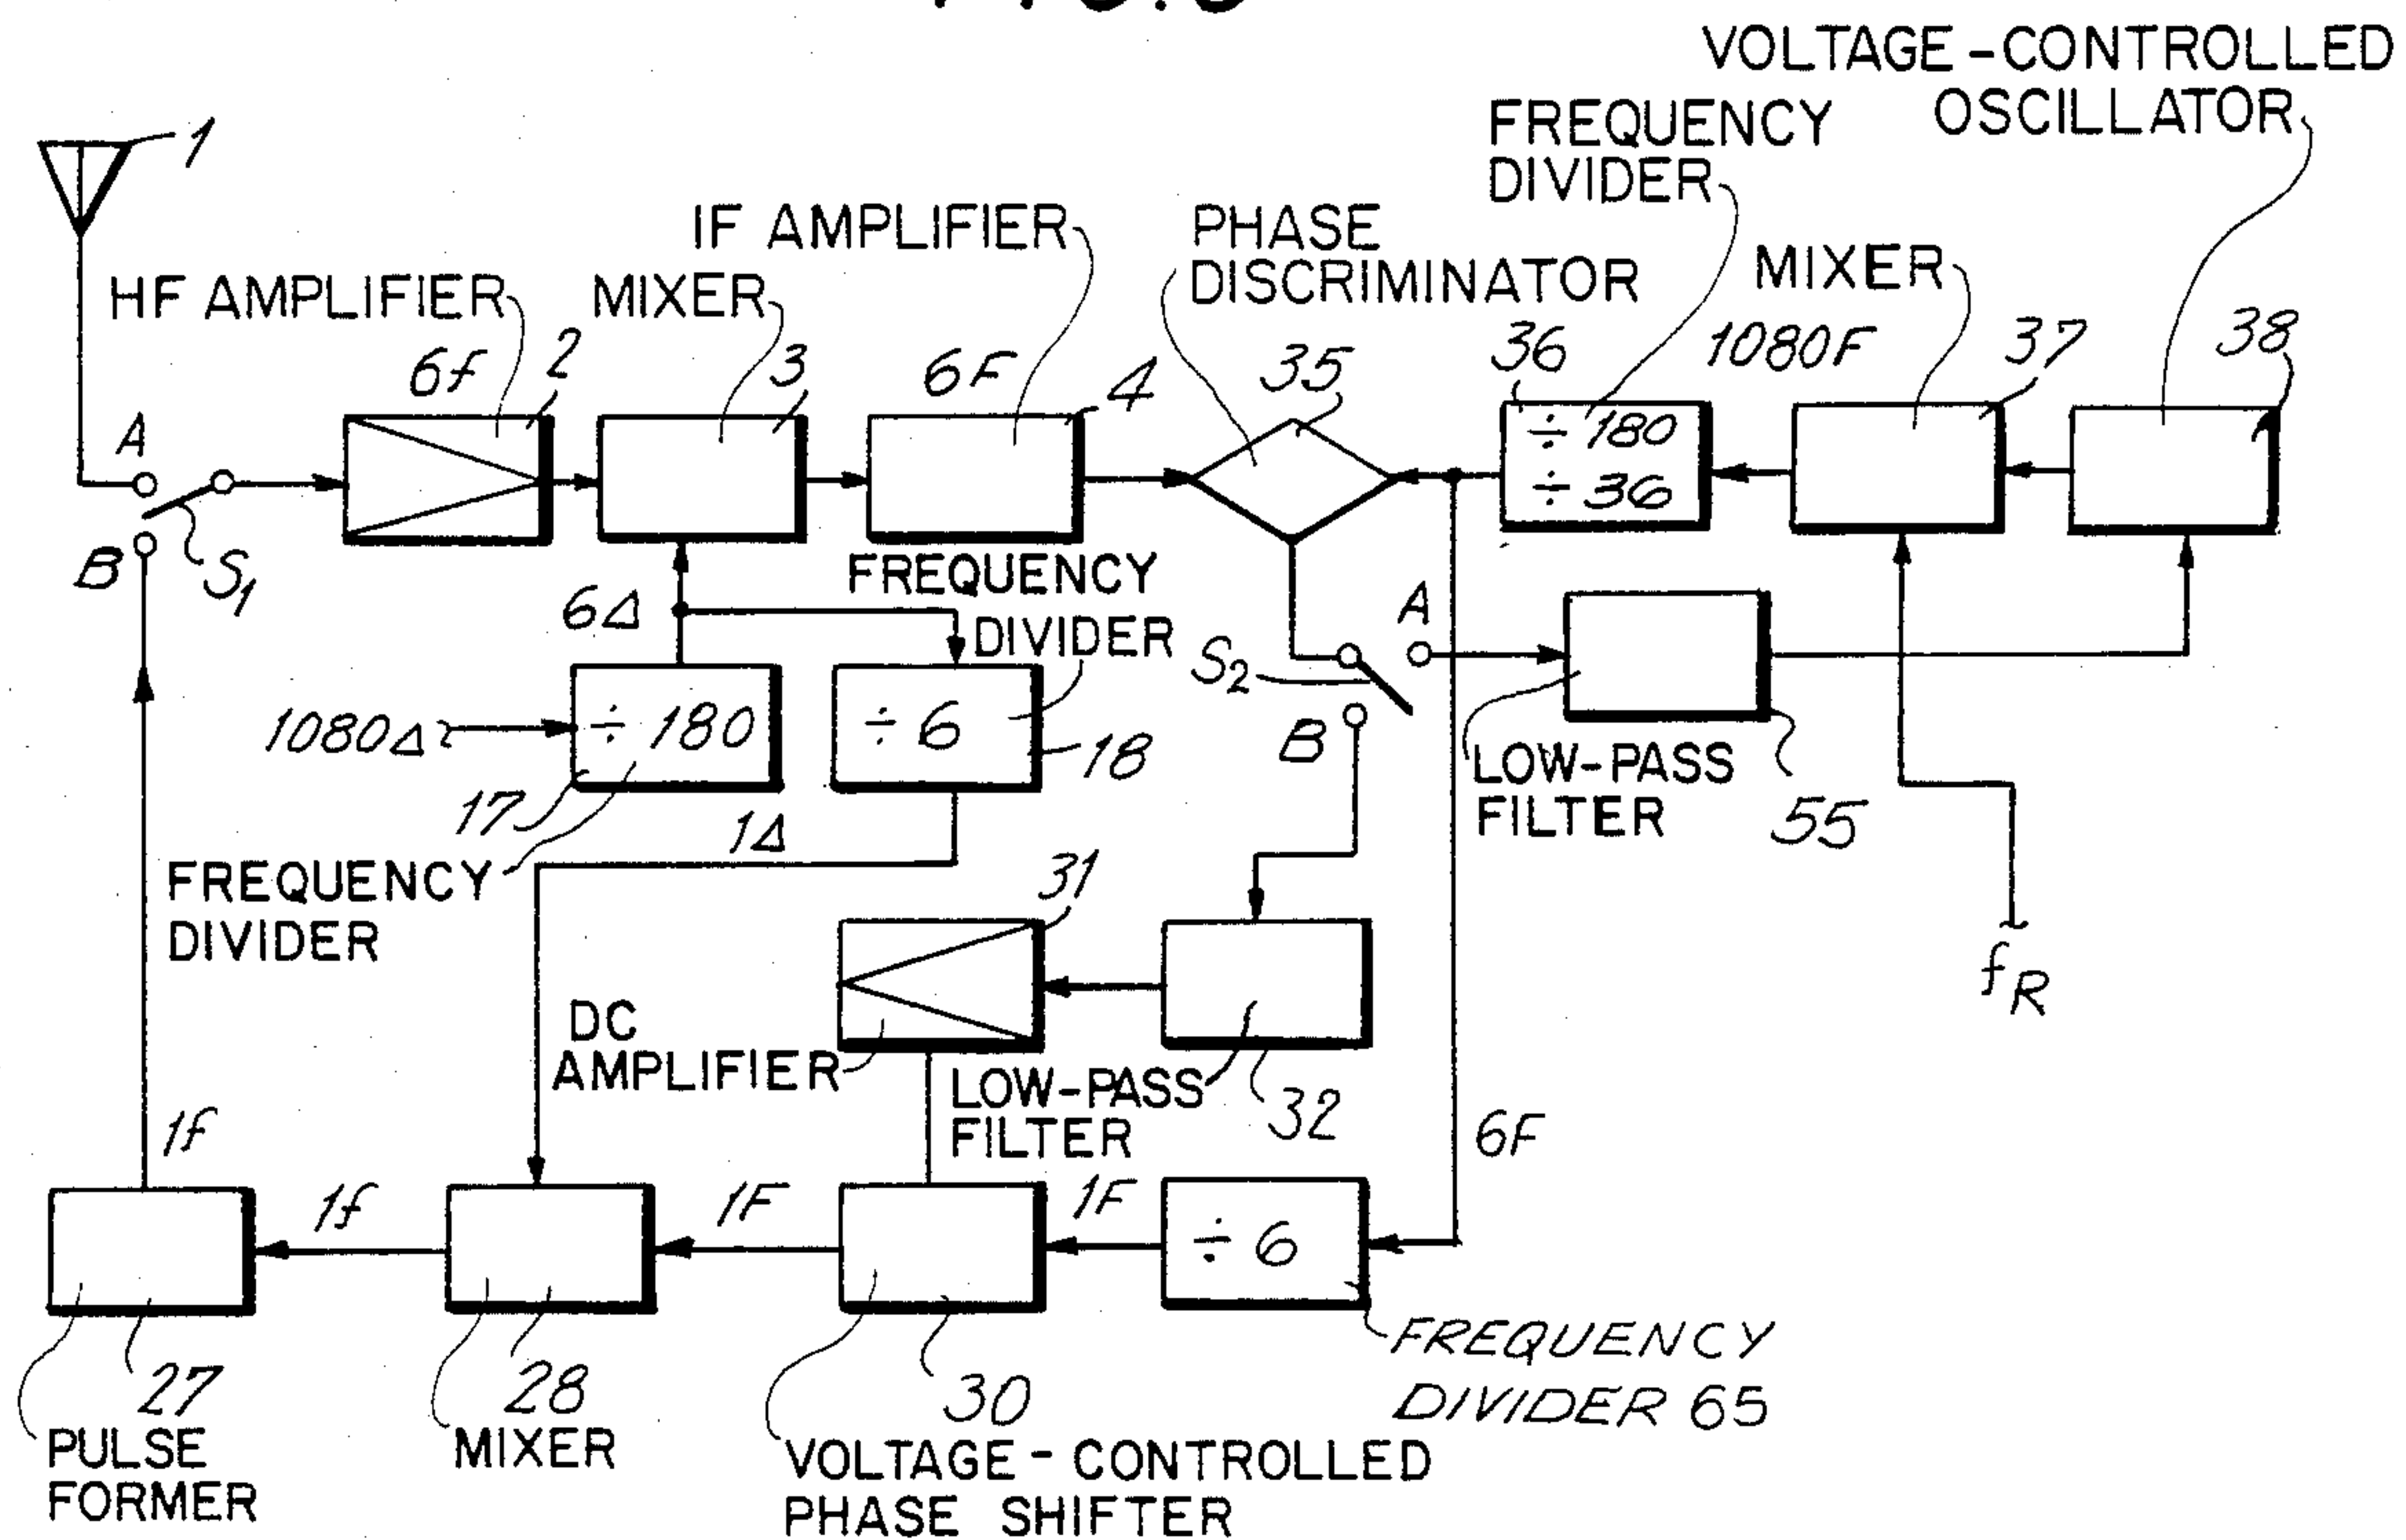 VOLTAGE-CONTROLLED
OSCILLATOR
FREQUENCY
DIVIDER
1
IF AMPLIFIER
PHASE
DISCRIMINATOR
MIXER
HF AMPLIFIER
MIXER
6f
2
3
6F
4
35
36
1080F
37
38
A
÷ 180
÷ 36
B
S1
6Δ
FREQUENCY
DIVIDER
A
S2
B
1080Δ
÷ 180
÷ 6
18
17
1Δ
LOW-PASS
FILTER
55
FREQUENCY
DIVIDER
31
fR
DC
AMPLIFIER
LOW-PASS
FILTER
32
1f
6F
1f
1F
1F
÷ 6
27
28
30
FREQUENCY
DIVIDER 65
PULSE
FORMER
MIXER
VOLTAGE-CONTROLLED
PHASE SHIFTER